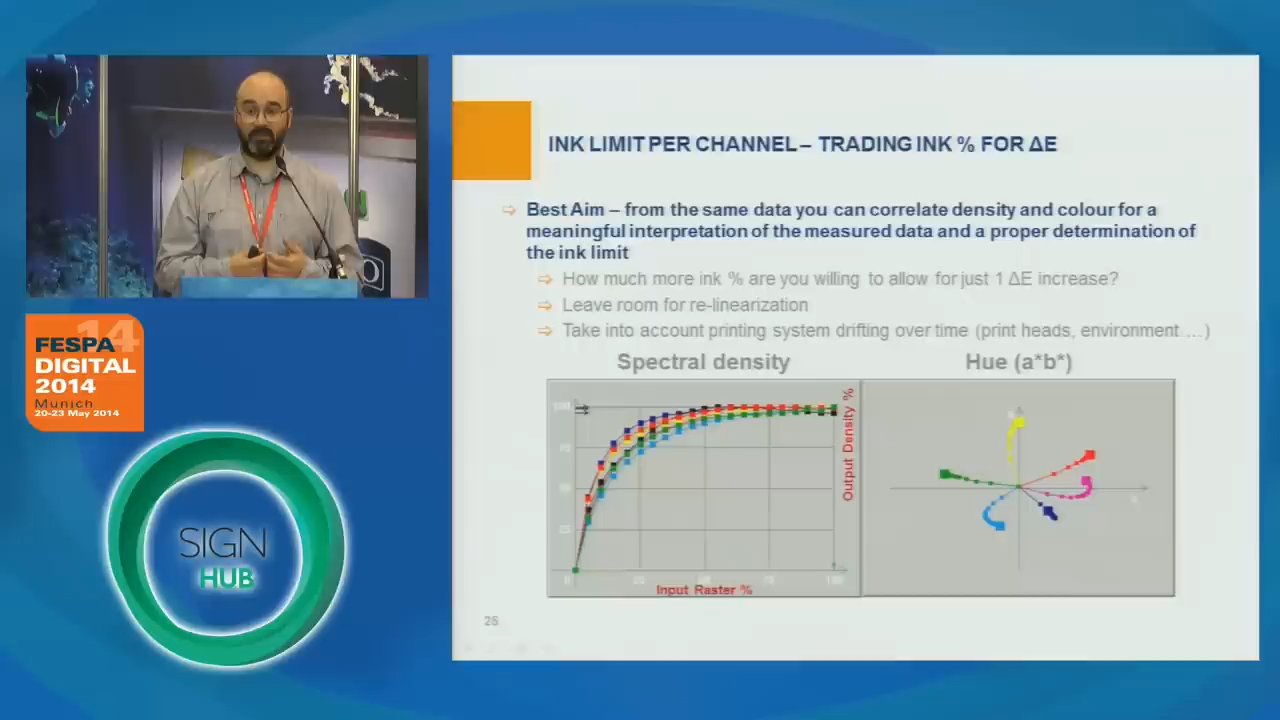 INK LIMIT PER CHANNEL – TRADING INK % FOR ΔE
Best Aim – from the same data you can correlate density and colour for a
meaningful interpretation of the measured data and a proper determination of
the ink limit
How much more ink % are you willing to allow for just 1 ΔE increase?
Leave room for re-linearization
Take into account printing system drifting over time (print heads, environment …)
Spectral density
Hue (a*b*)
Output Density %
Input Raster %
26
14
FESPA
DIGITAL
2014
Munich
20-23 May 2014
SIGN
HUB